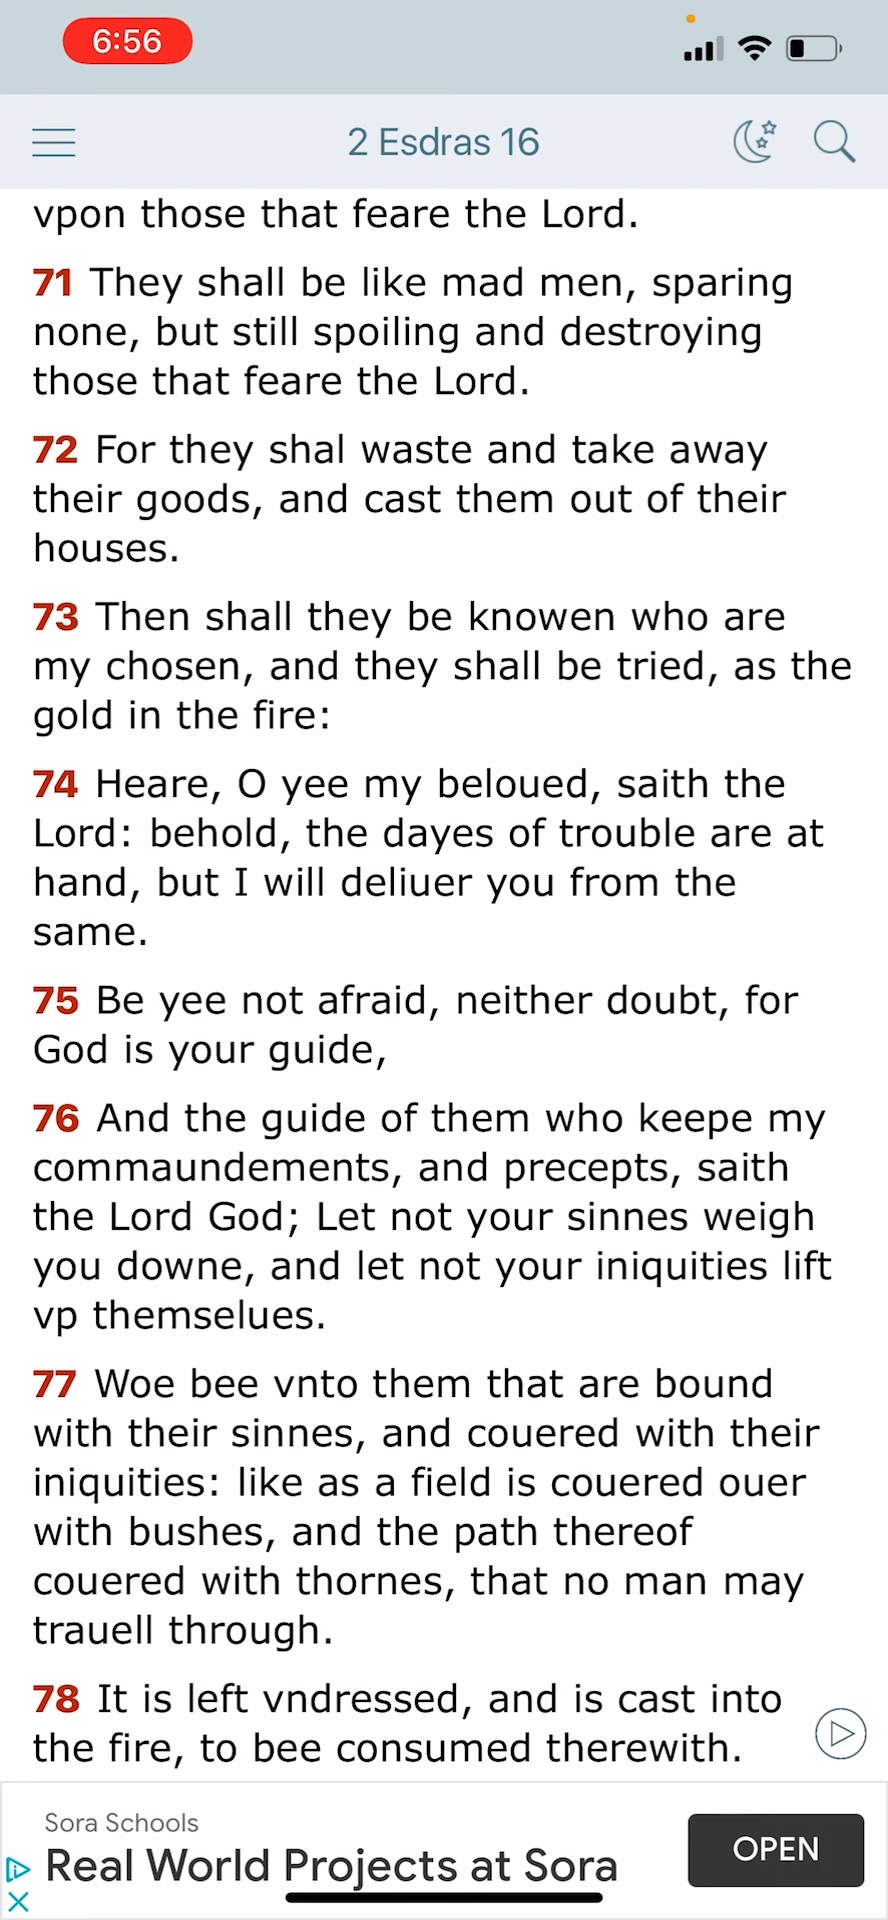 6:56
2 Esdras 16
vpon those that feare the Lord.
71 They shall be like mad men, sparing
none, but still spoiling and destroying
those that feare the Lord.
72 For they shal waste and take away
their goods, and cast them out of their
houses.
73 Then shall they be knowen who are
my chosen, and they shall be tried, as the
gold in the fire:
74 Heare, O yee my beloued, saith the
Lord: behold, the dayes of trouble are at
hand, but I will deliuer you from the
same.
75 Be yee not afraid, neither doubt, for
God is your guide,
76 And the guide of them who keepe my
commaundements, and precepts, saith
the Lord God; Let not your sinnes weigh
you downe, and let not your iniquities lift
vp themselues.
77 Woe bee vnto them that are bound
with their sinnes, and couered with their
iniquities: like as a field is couered ouer
with bushes, and the path thereof
couered with thornes, that no man may
trauell through.
78 It is left vndressed, and is cast into
the fire, to bee consumed therewith.
Sora Schools
Real World Projects at Sora
OPEN